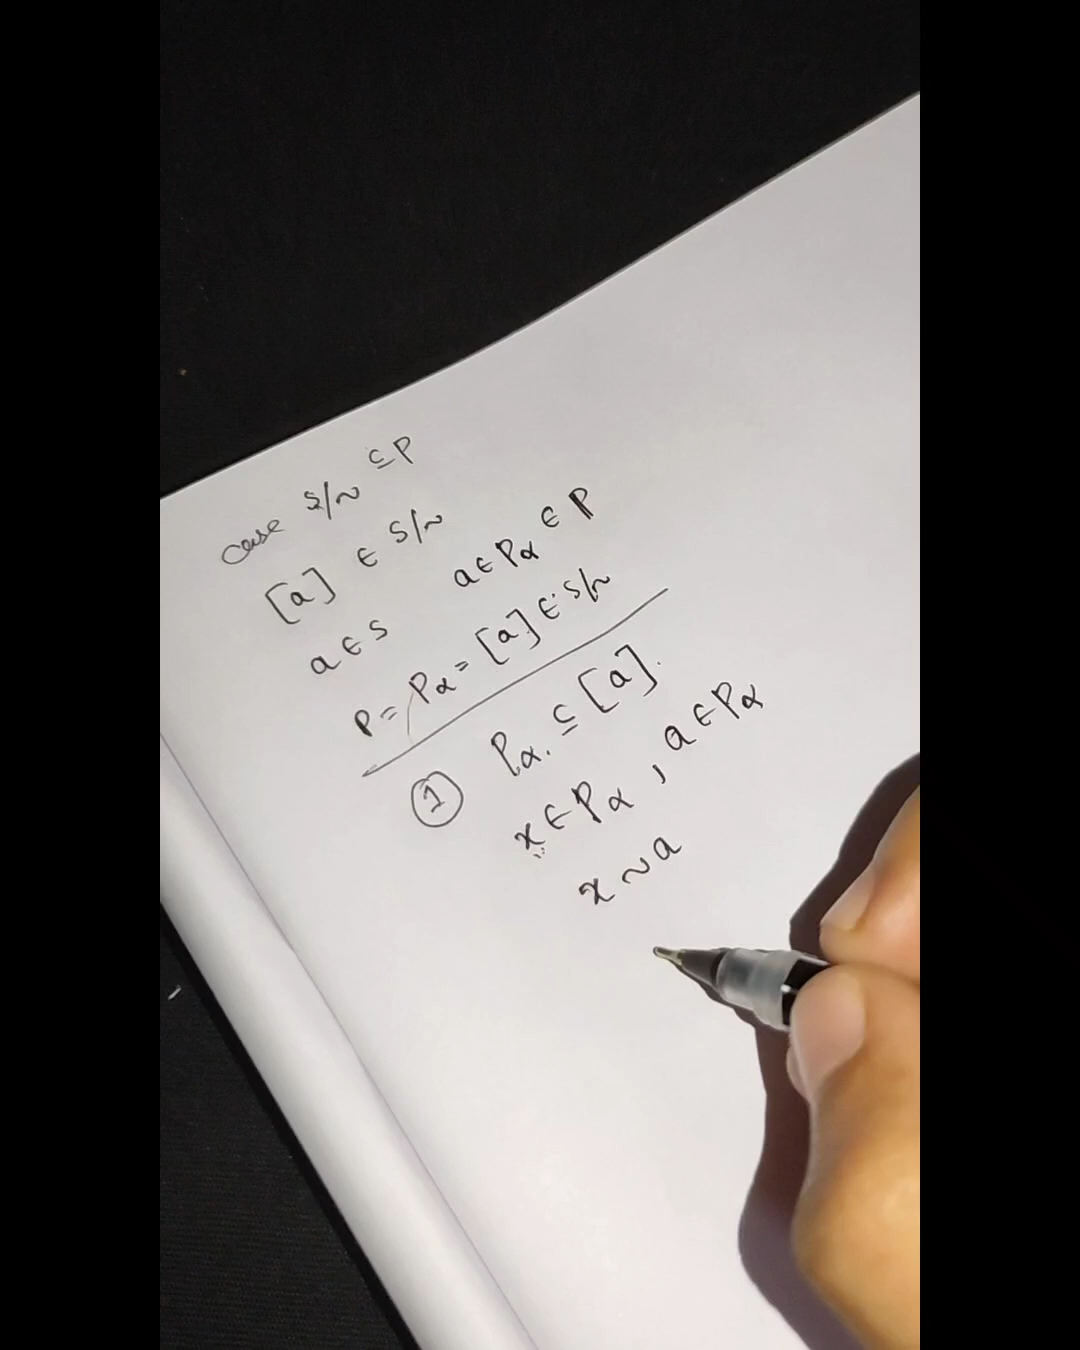 case S/~ ⊆ P
[a] ∈ S/~
a ∈ S a ∈ Pα ∈ P
P = Pα = [a] ∈ S/~
① Pα. ⊆ [a].
x ∈ Pα , a ∈ Pα
x ~ a